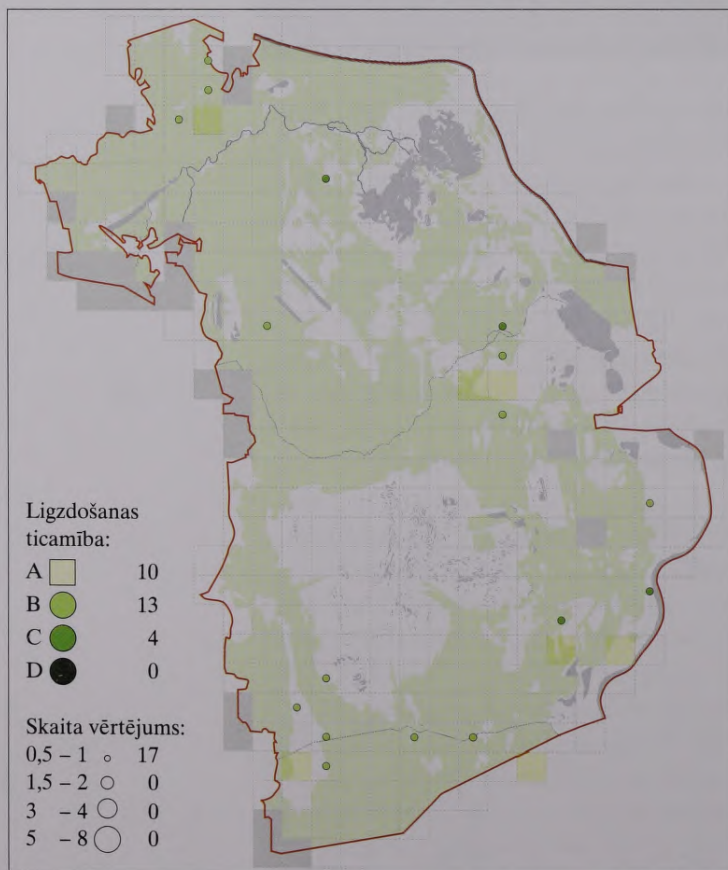 Ligzdošanas
ticamība:
A 10
B 13
C 4
D 0
Skaita vērtējums:
0,5 – 1 17
1,5 – 2 0
3 – 4 0
5 – 8 0